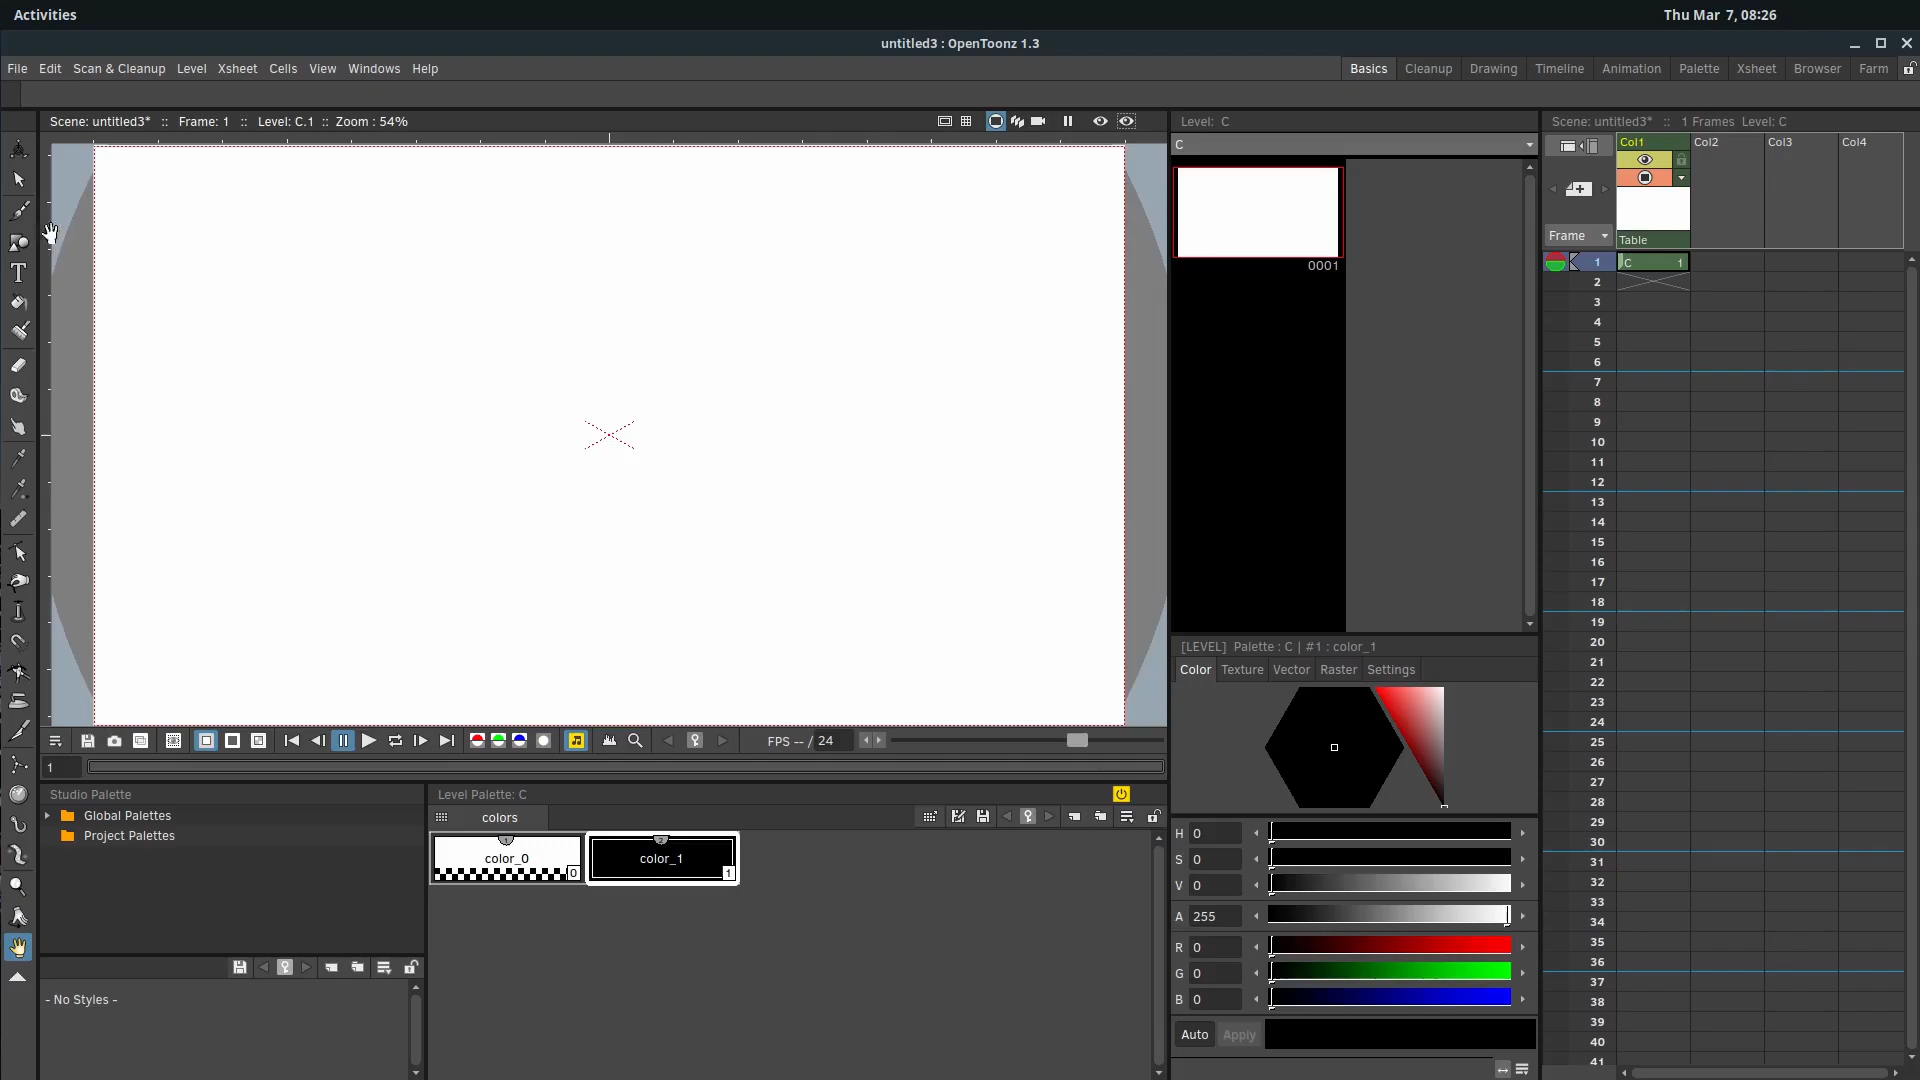 Activities
Thu Mar 7, 08:26
untitled3 : OpenToonz 1.3
File Edit Scan & Cleanup Level Xsheet Cells View Windows Help
Basics Cleanup Drawing Timeline Animation Palette Xsheet Browser Farm
Scene: untitled3* :: Frame: 1 :: Level: C.1 :: Zoom : 54%
Level: C
C
0001
Scene: untitled3* :: 1 Frames Level: C
Col1 Col2 Col3 Col4
Frame
Table
1 C 1
2
3
4
5
6
7
8
9
10
11
12
13
14
15
16
17
18
19
20
21
22
23
24
25
26
27
28
29
30
31
32
33
34
35
36
37
38
39
40
41
[LEVEL] Palette : C | #1 : color_1
Color Texture Vector Raster Settings
H 0
S 0
V 0
A 255
R 0
G 0
B 0
Auto Apply
FPS -- / 24
1
Studio Palette
Global Palettes
Project Palettes
- No Styles -
Level Palette: C
colors
1
color_0
0
2
color_1
1